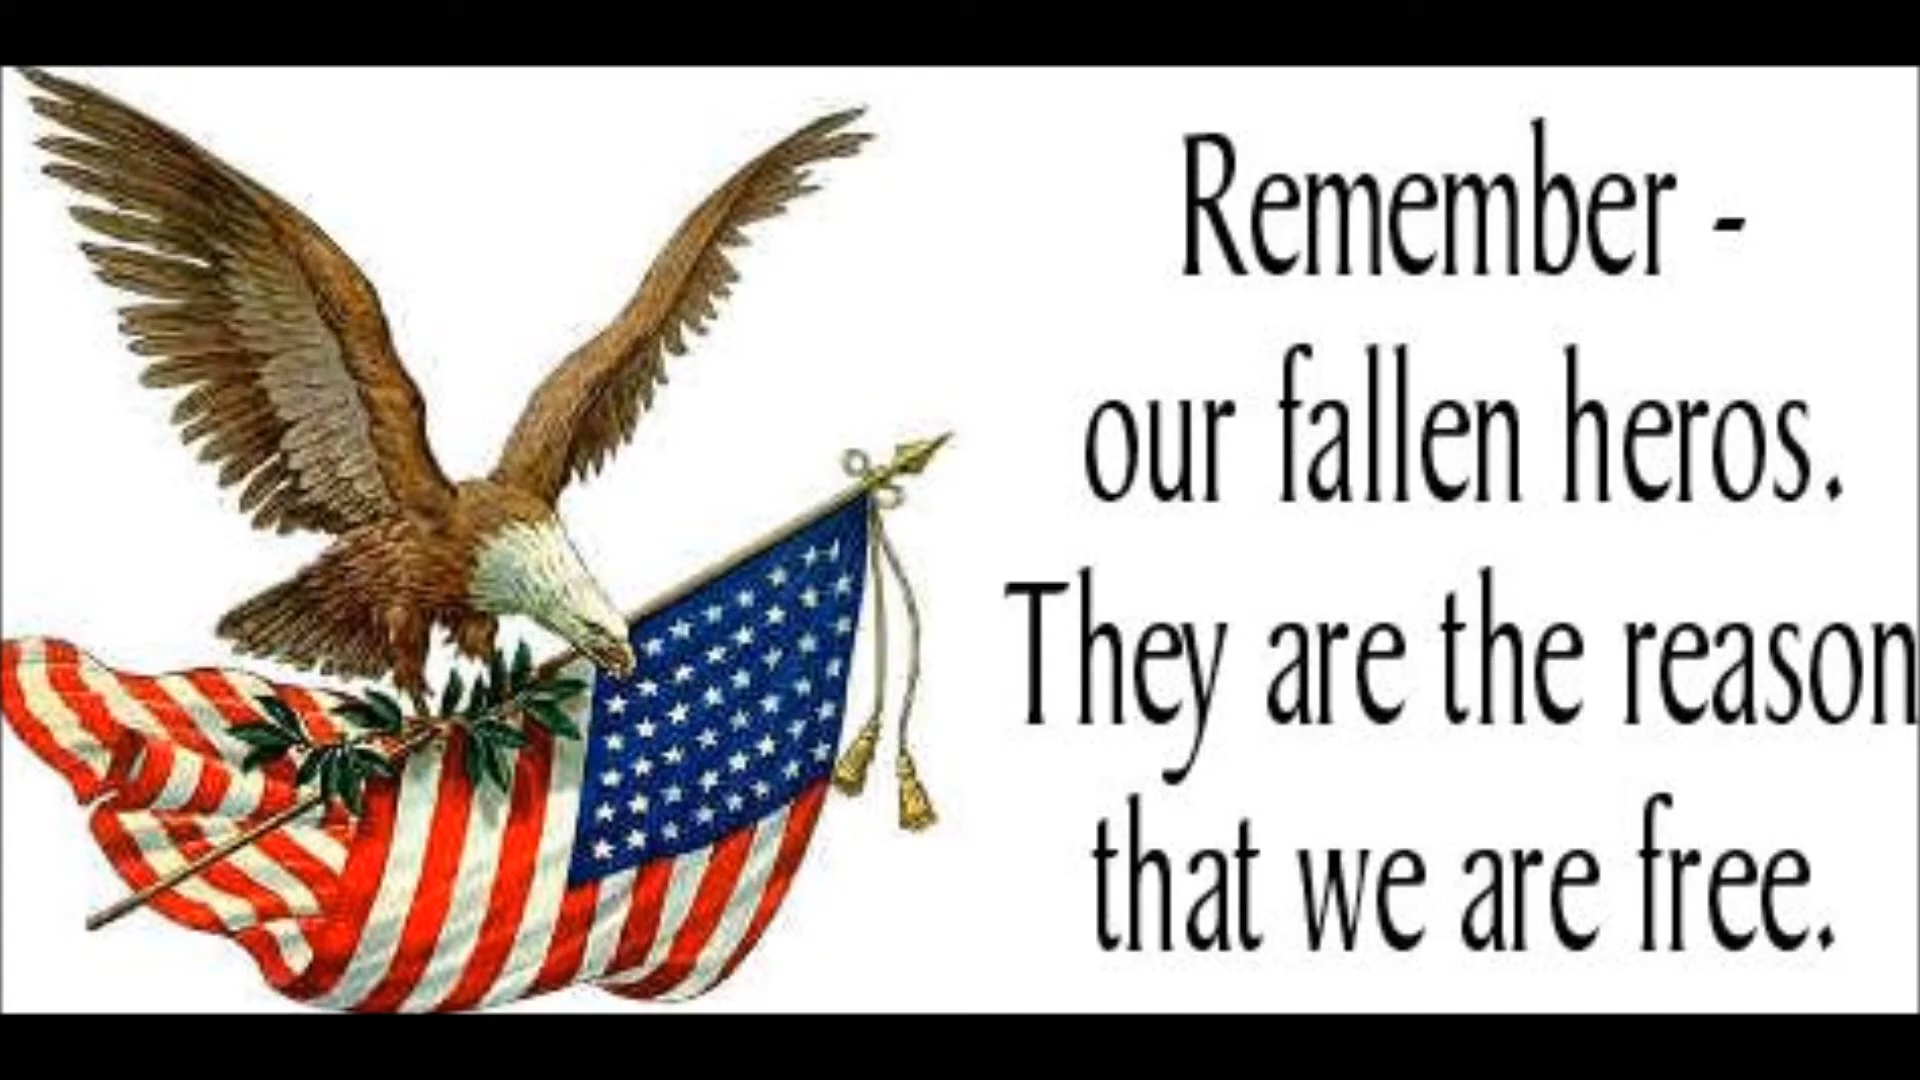 Remember -
our fallen heros.
They are the reason
that we are free.